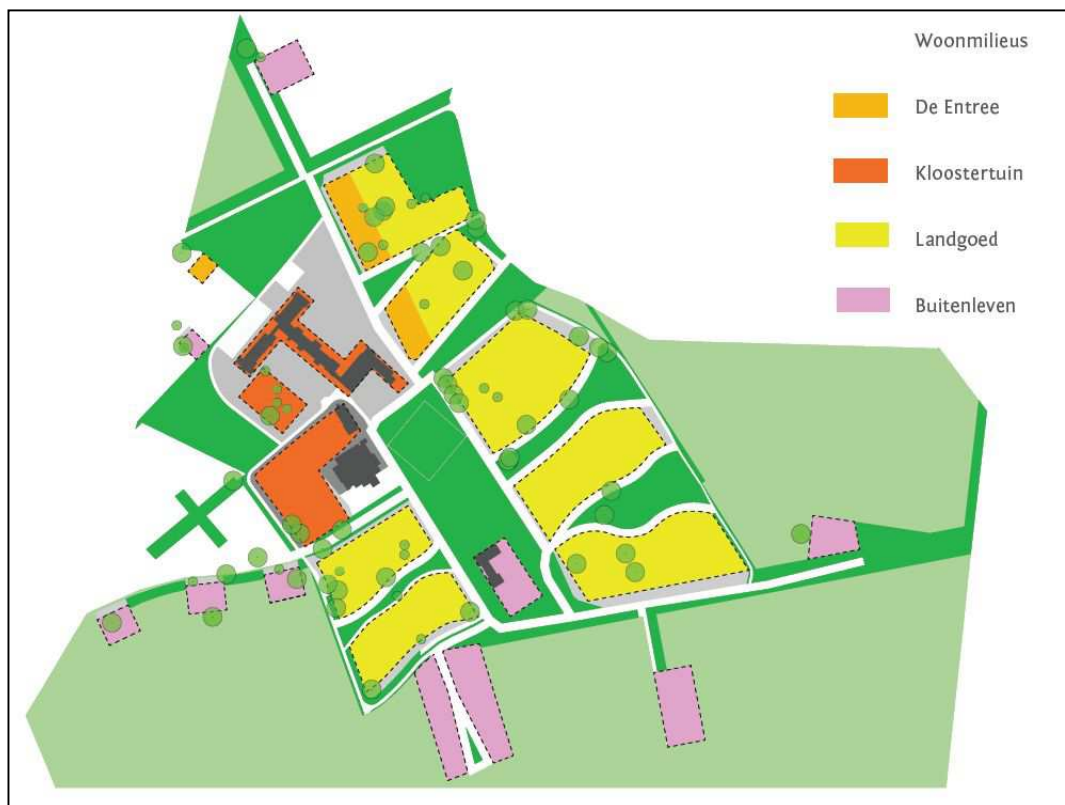 Woonmilieus
De Entree
Kloostertuin
Landgoed
Buitenleven